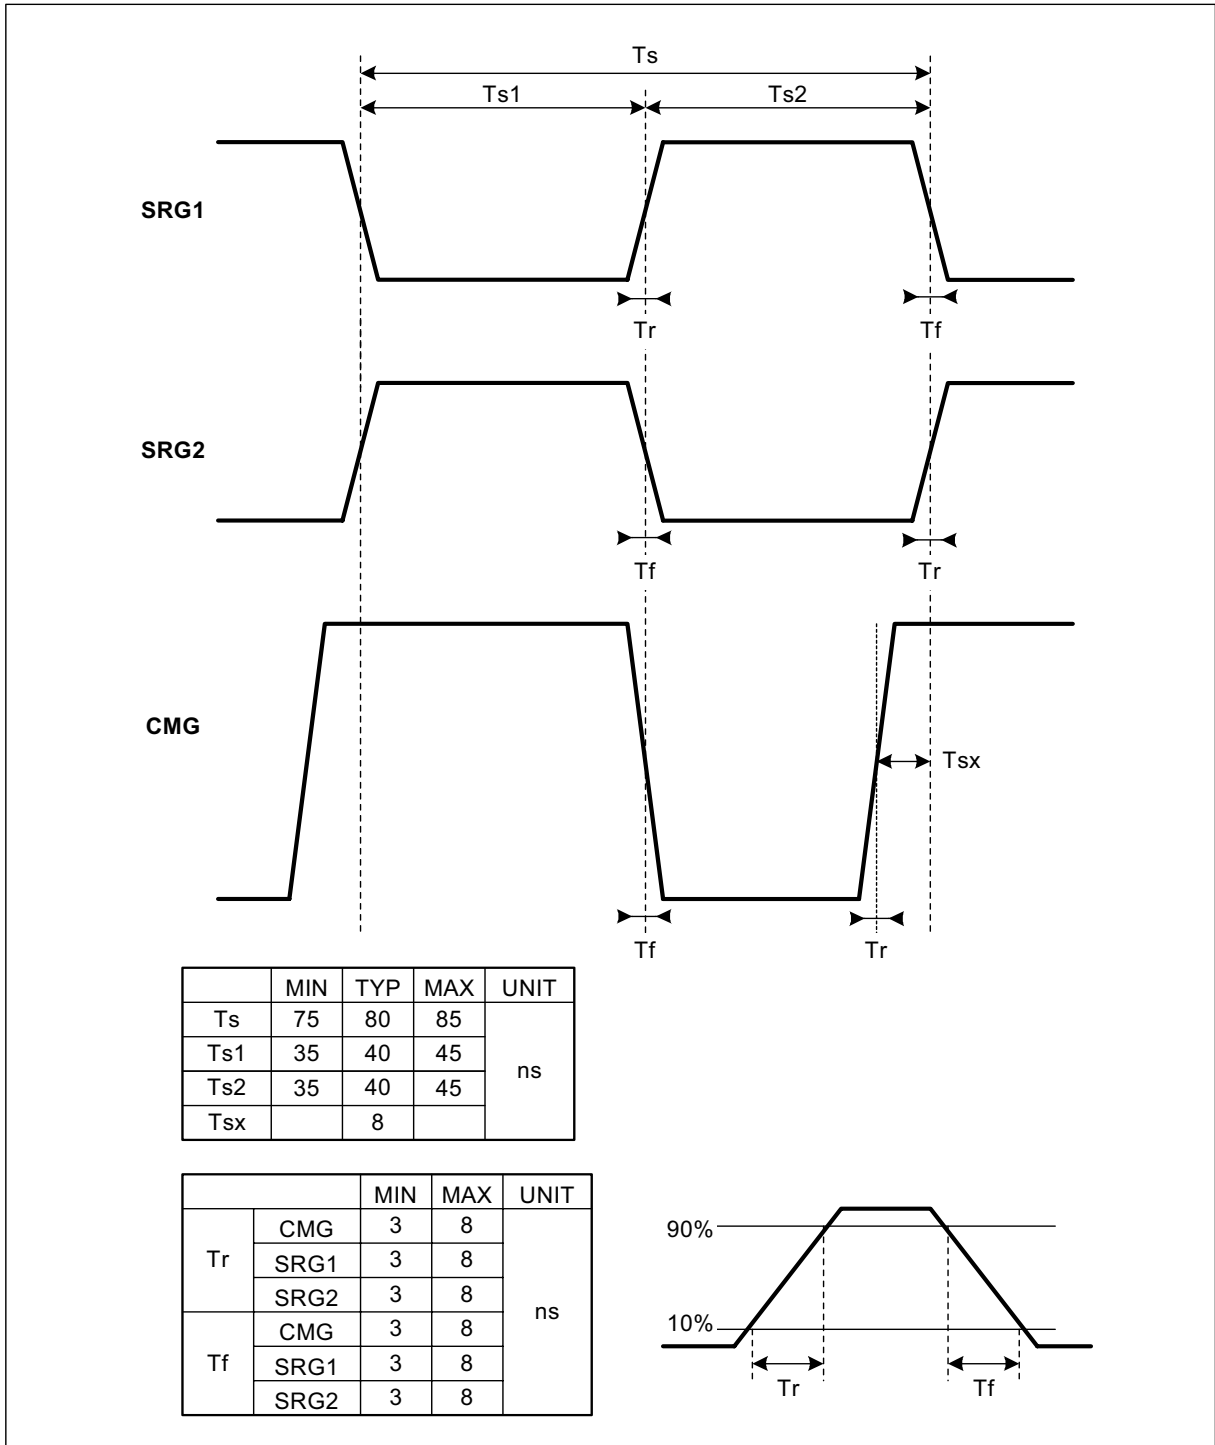 Ts
Ts1 Ts2
SRG1
Tr Tf
SRG2
Tf Tr
CMG
Tsx
Tf Tr
MIN TYP MAX UNIT
Ts 75 80 85
Ts1 35 40 45
ns
Ts2 35 40 45
Tsx 8
MIN MAX UNIT
CMG 3 8
Tr SRG1 3 8
SRG2 3 8
ns
CMG 3 8
Tf SRG1 3 8
SRG2 3 8
90%
10%
Tr Tf